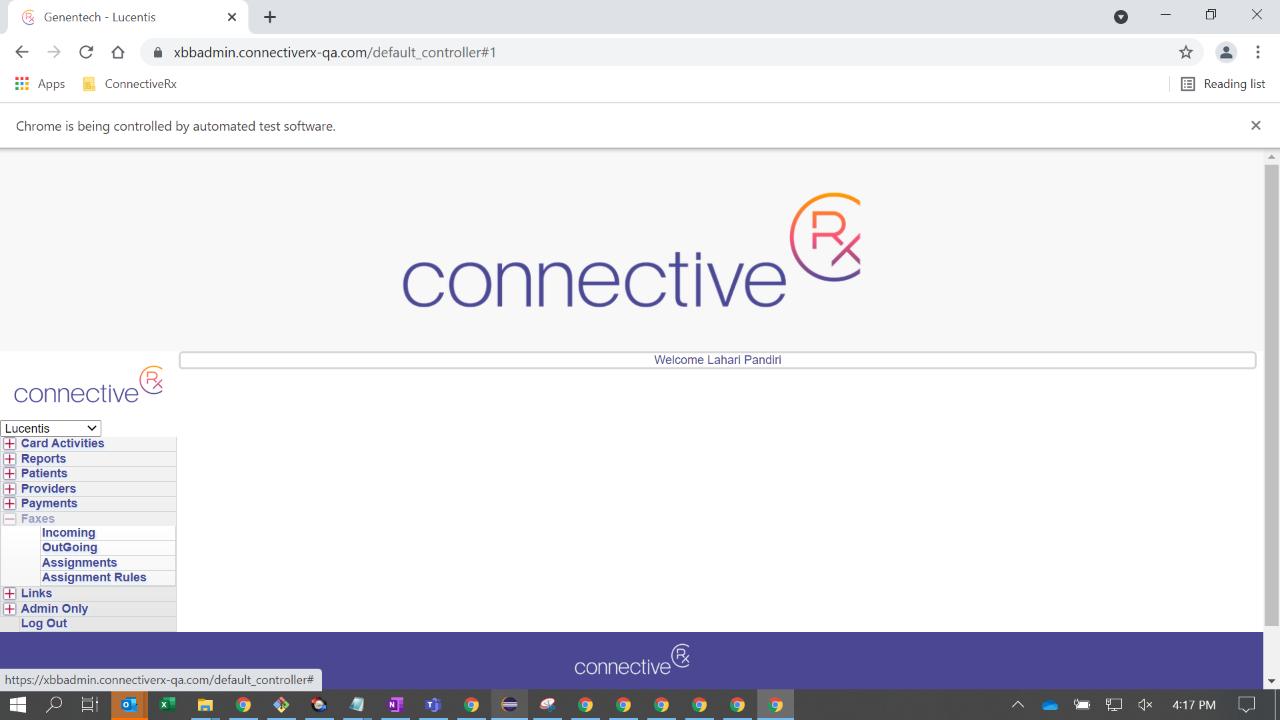 Genentech - Lucentis
xbbadmin.connectiverx-qa.com/default_controller#1
Apps
ConnectiveRx
Reading list
Chrome is being controlled by automated test software.
connective Rx
Welcome Lahari Pandiri
connective Rx
Lucentis
Card Activities
Reports
Patients
Providers
Payments
Faxes
Incoming
OutGoing
Assignments
Assignment Rules
Links
Admin Only
Log Out
connective Rx
https://xbbadmin.connectiverx-qa.com/default_controller#
4:17 PM